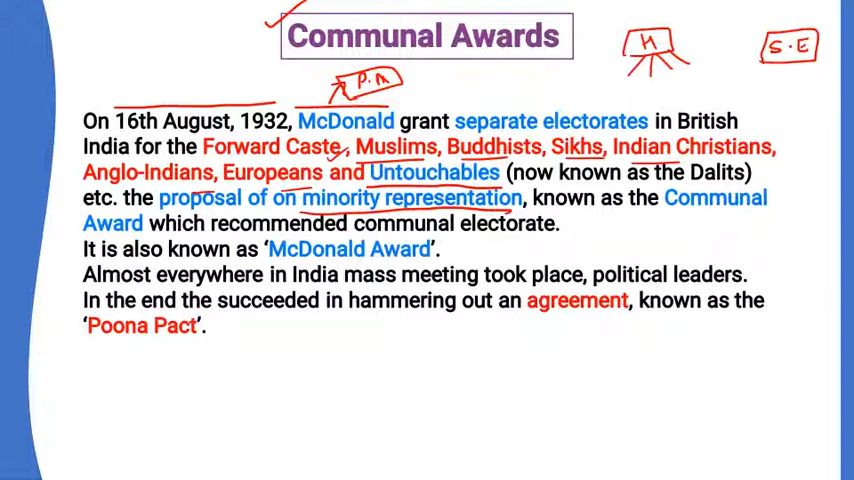 Communal Awards
H
S.E
P.M
On 16th August, 1932, McDonald grant separate electorates in British
India for the Forward Caste, Muslims, Buddhists, Sikhs, Indian Christians,
Anglo-Indians, Europeans and Untouchables (now known as the Dalits)
etc. the proposal of on minority representation, known as the Communal
Award which recommended communal electorate.
It is also known as ‘McDonald Award’.
Almost everywhere in India mass meeting took place, political leaders.
In the end the succeeded in hammering out an agreement, known as the
‘Poona Pact’.